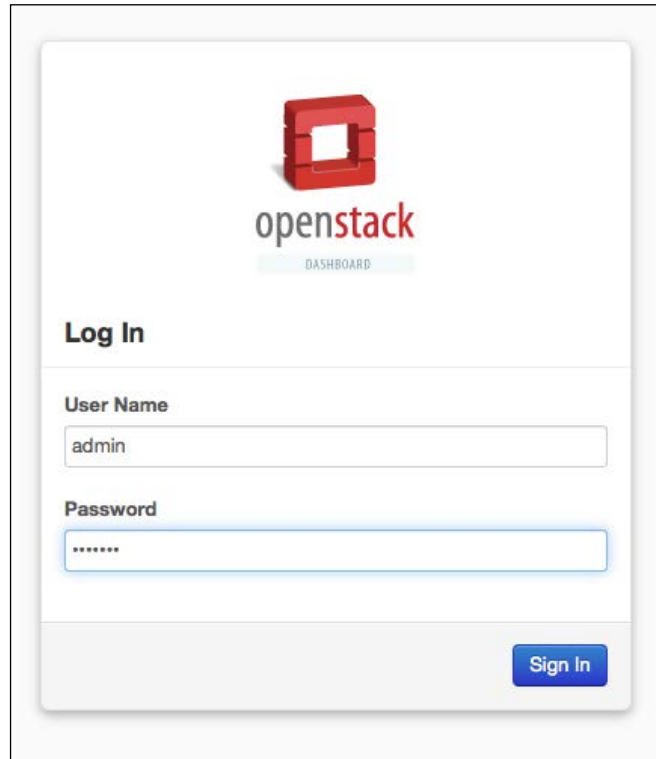 openstack
DASHBOARD
Log In
User Name
admin
Password
•••••••
Sign In